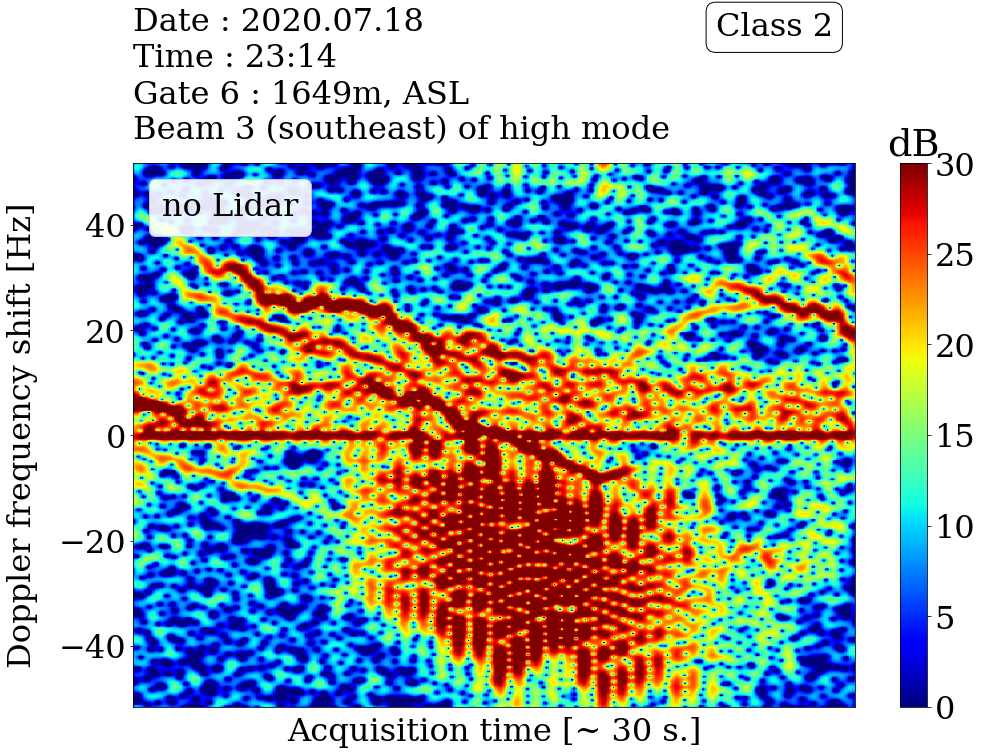 Date : 2020.07.18
Time : 23:14
Gate 6 : 1649m, ASL
Beam 3 (southeast) of high mode
Class 2
dB
no Lidar
Doppler frequency shift [Hz]
40
20
0
−20
−40
30
25
20
15
10
5
0
Acquisition time [~ 30 s.]